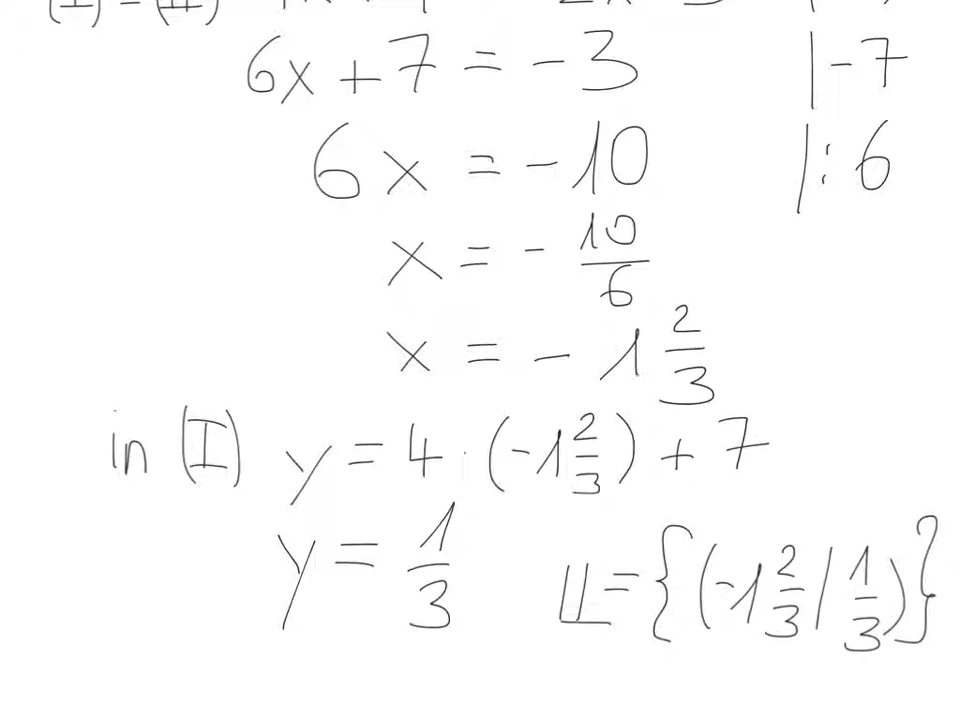 (I) = (II)
6x + 7 = - 3 |- 7
6x = - 10 |: 6
x = - 10/6
x = - 1 2/3
in (I) y = 4 · (-1 2/3) + 7
y = 1/3 𝕃 = {(-1 2/3 | 1/3)}